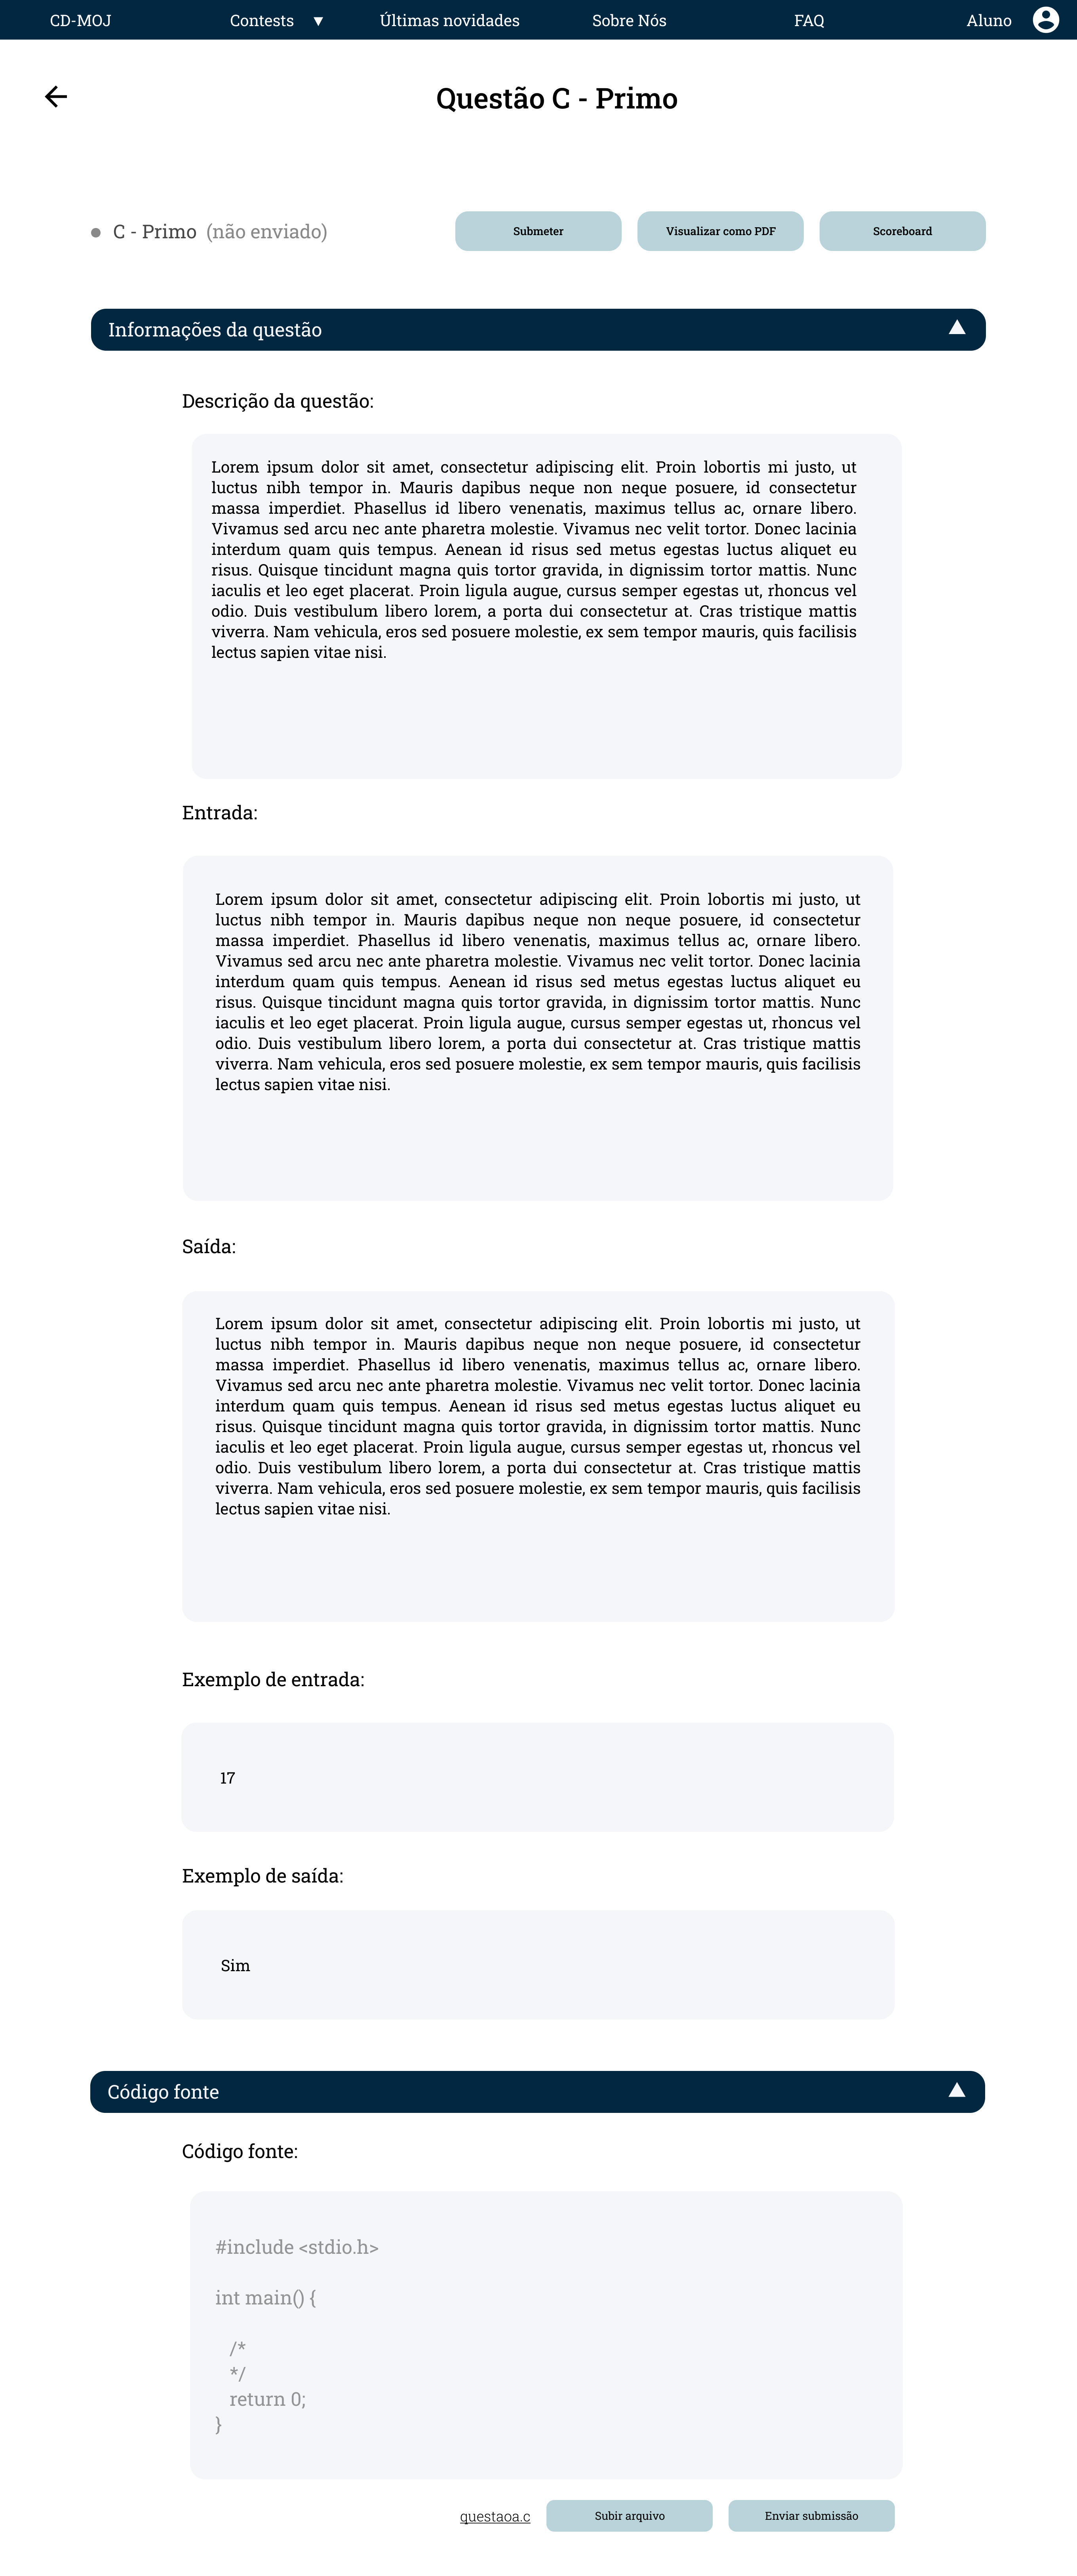 CD-MOJ Contests ▼ Últimas novidades Sobre Nós FAQ Aluno
Questão C - Primo
C - Primo (não enviado)
Submeter Visualizar como PDF Scoreboard
Informações da questão
Descrição da questão:
Lorem ipsum dolor sit amet, consectetur adipiscing elit. Proin lobortis mi justo, ut
luctus nibh tempor in. Mauris dapibus neque non neque posuere, id consectetur
massa imperdiet. Phasellus id libero venenatis, maximus tellus ac, ornare libero.
Vivamus sed arcu nec ante pharetra molestie. Vivamus nec velit tortor. Donec lacinia
interdum quam quis tempus. Aenean id risus sed metus egestas luctus aliquet eu
risus. Quisque tincidunt magna quis tortor gravida, in dignissim tortor mattis. Nunc
iaculis et leo eget placerat. Proin ligula augue, cursus semper egestas ut, rhoncus vel
odio. Duis vestibulum libero lorem, a porta dui consectetur at. Cras tristique mattis
viverra. Nam vehicula, eros sed posuere molestie, ex sem tempor mauris, quis facilisis
lectus sapien vitae nisi.
Entrada:
Lorem ipsum dolor sit amet, consectetur adipiscing elit. Proin lobortis mi justo, ut
luctus nibh tempor in. Mauris dapibus neque non neque posuere, id consectetur
massa imperdiet. Phasellus id libero venenatis, maximus tellus ac, ornare libero.
Vivamus sed arcu nec ante pharetra molestie. Vivamus nec velit tortor. Donec lacinia
interdum quam quis tempus. Aenean id risus sed metus egestas luctus aliquet eu
risus. Quisque tincidunt magna quis tortor gravida, in dignissim tortor mattis. Nunc
iaculis et leo eget placerat. Proin ligula augue, cursus semper egestas ut, rhoncus vel
odio. Duis vestibulum libero lorem, a porta dui consectetur at. Cras tristique mattis
viverra. Nam vehicula, eros sed posuere molestie, ex sem tempor mauris, quis facilisis
lectus sapien vitae nisi.
Saída:
Lorem ipsum dolor sit amet, consectetur adipiscing elit. Proin lobortis mi justo, ut
luctus nibh tempor in. Mauris dapibus neque non neque posuere, id consectetur
massa imperdiet. Phasellus id libero venenatis, maximus tellus ac, ornare libero.
Vivamus sed arcu nec ante pharetra molestie. Vivamus nec velit tortor. Donec lacinia
interdum quam quis tempus. Aenean id risus sed metus egestas luctus aliquet eu
risus. Quisque tincidunt magna quis tortor gravida, in dignissim tortor mattis. Nunc
iaculis et leo eget placerat. Proin ligula augue, cursus semper egestas ut, rhoncus vel
odio. Duis vestibulum libero lorem, a porta dui consectetur at. Cras tristique mattis
viverra. Nam vehicula, eros sed posuere molestie, ex sem tempor mauris, quis facilisis
lectus sapien vitae nisi.
Exemplo de entrada:
17
Exemplo de saída:
Sim
Código fonte
Código fonte:
#include <stdio.h>
int main() {
/*
*/
return 0;
}
questaoa.c Subir arquivo Enviar submissão